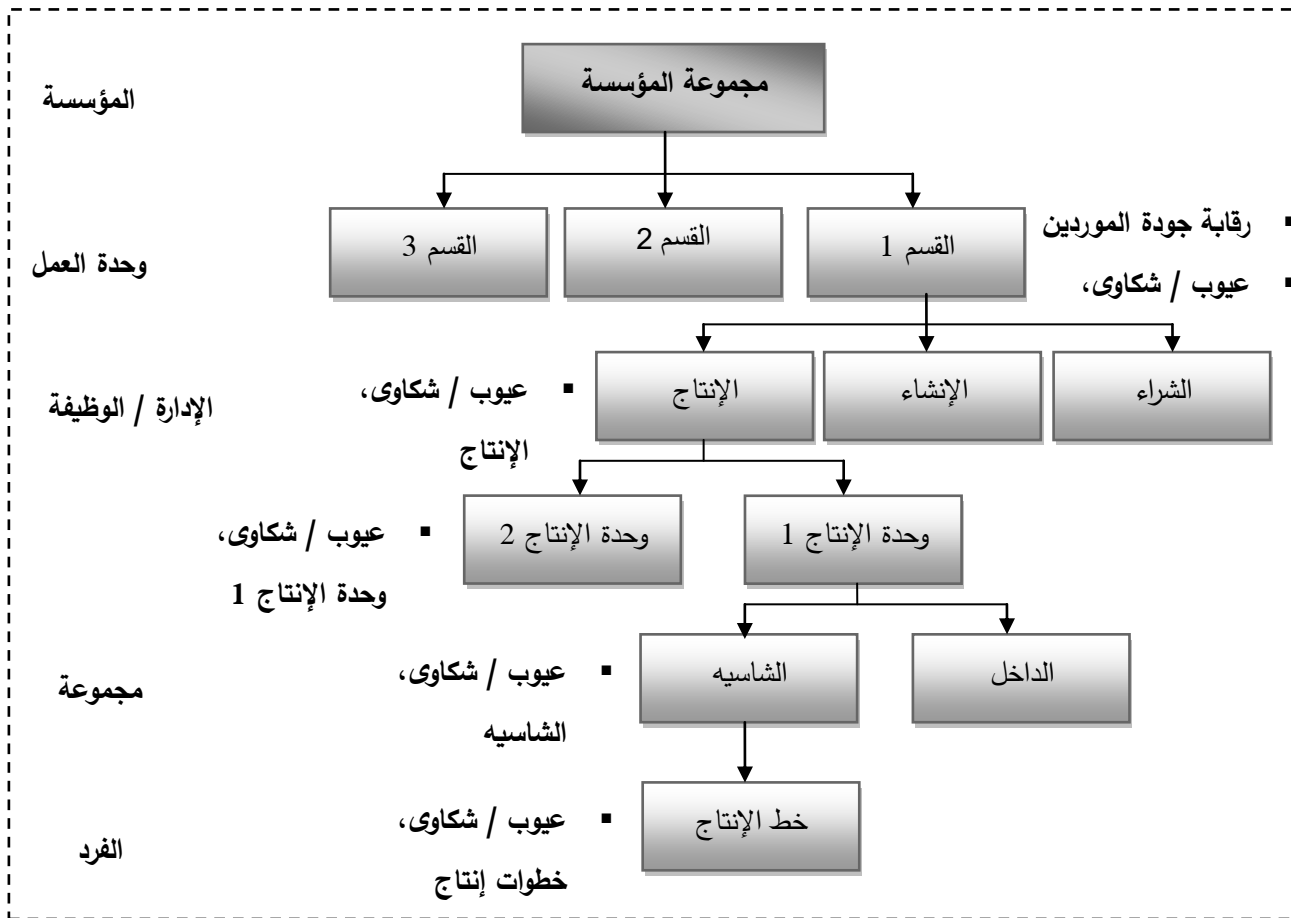 مجموعة المؤسسة
المؤسسة
▪ رقابة جودة الموردين
القسم 1
القسم 2
القسم 3
وحدة العمل
▪ عيوب / شكاوى،
الشراء
الإنشاء
الإنتاج
▪ عيوب / شكاوى،
الإنتاج
الإدارة / الوظيفة
وحدة الإنتاج 1
وحدة الإنتاج 2
▪ عيوب / شكاوى،
وحدة الإنتاج 1
الداخل
الشاسيه
▪ عيوب / شكاوى،
الشاسيه
مجموعة
خط الإنتاج
▪ عيوب / شكاوى،
خطوات إنتاج
الفرد